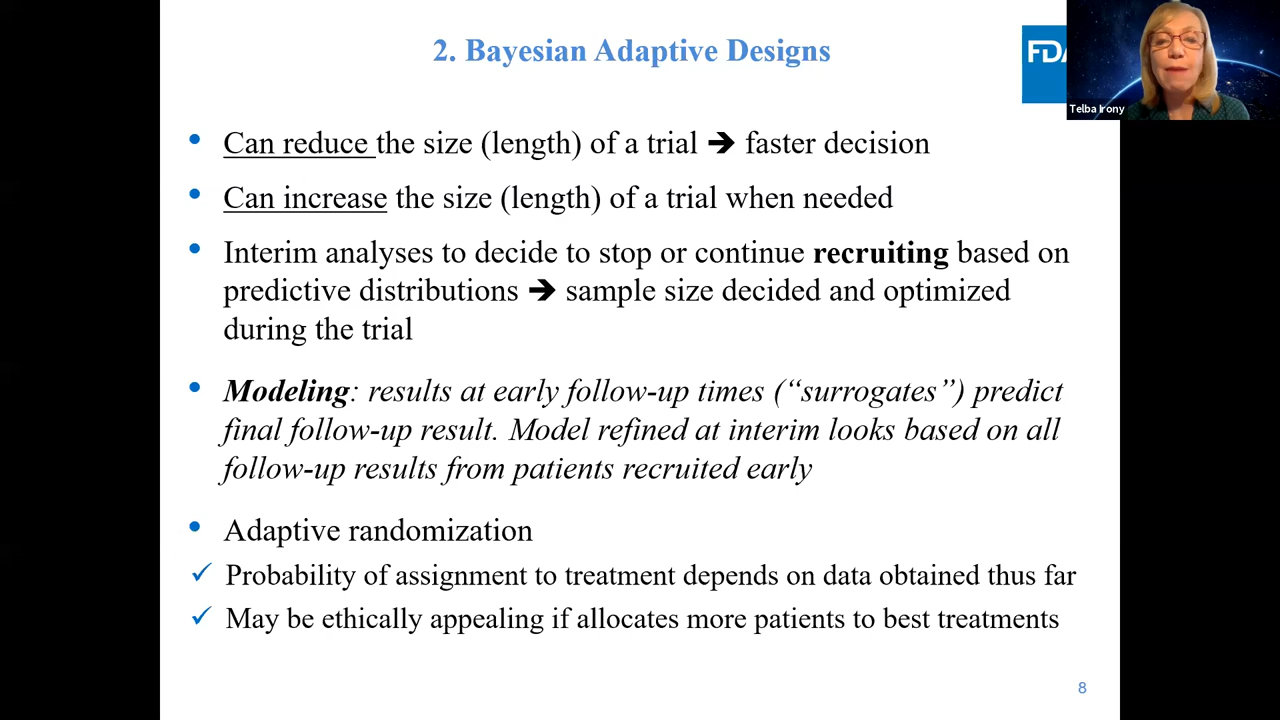 2. Bayesian Adaptive Designs
FDA
Telba Irony
• Can reduce the size (length) of a trial ➔ faster decision
• Can increase the size (length) of a trial when needed
• Interim analyses to decide to stop or continue recruiting based on
predictive distributions ➔ sample size decided and optimized
during the trial
• Modeling: results at early follow-up times (“surrogates”) predict
final follow-up result. Model refined at interim looks based on all
follow-up results from patients recruited early
• Adaptive randomization
✓ Probability of assignment to treatment depends on data obtained thus far
✓ May be ethically appealing if allocates more patients to best treatments
8